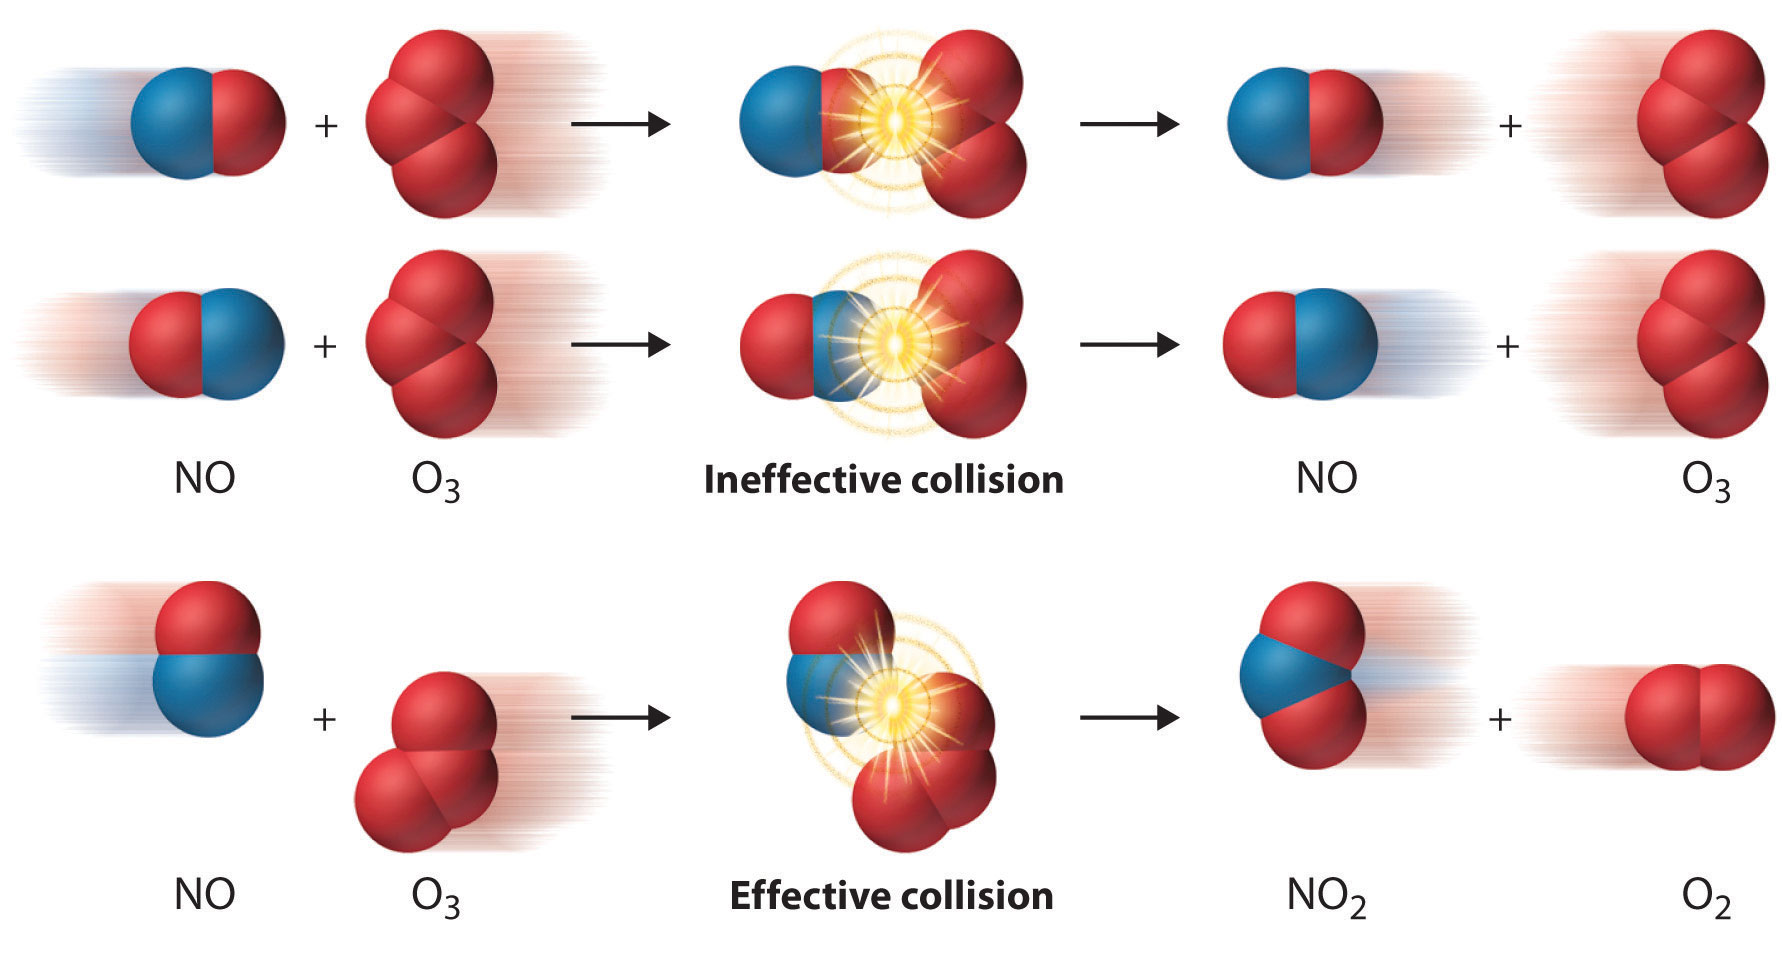 + +
+ +
NO O₃ Ineffective collision NO O₃
+ +
NO O₃ Effective collision NO₂ O₂